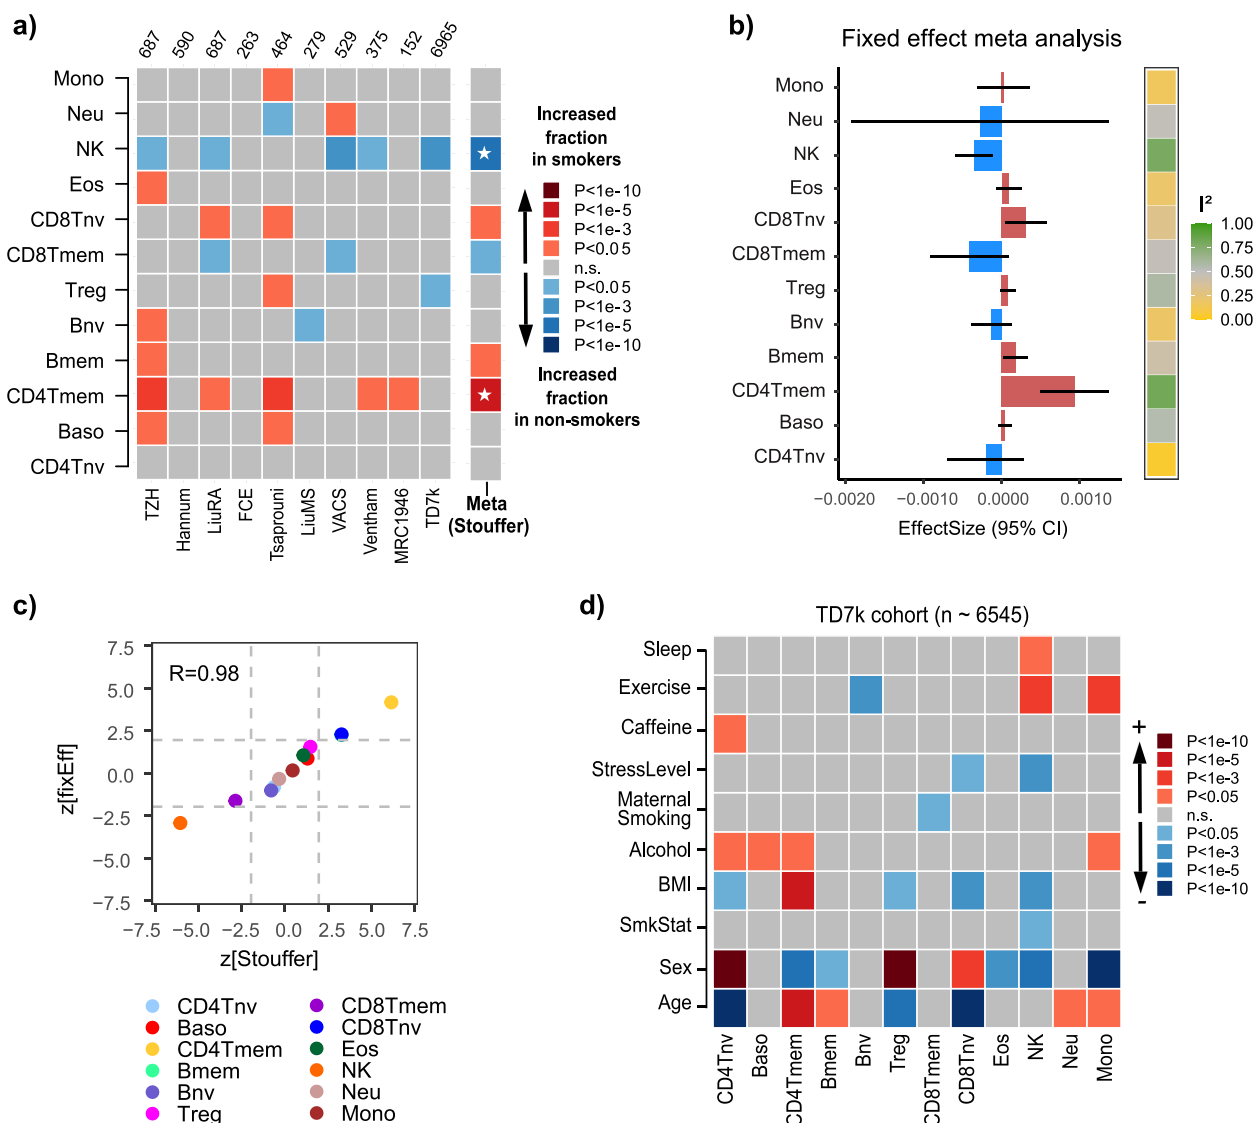 a)
687
590
687
263
464
279
529
375
152
6965
Mono
Neu
NK
Eos
CD8Tnv
CD8Tmem
Treg
Bnv
Bmem
CD4Tmem
Baso
CD4Tnv
TZH
Hannum
LiuRA
FCE
Tsaprouni
LiuMS
VACS
Ventham
MRC1946
TD7k
Meta
(Stouffer)
Increased
fraction
in smokers
P<1e-10
P<1e-5
P<1e-3
P<0.05
n.s.
P<0.05
P<1e-3
P<1e-5
P<1e-10
Increased
fraction
in non-smokers
b)
Fixed effect meta analysis
Mono
Neu
NK
Eos
CD8Tnv
CD8Tmem
Treg
Bnv
Bmem
CD4Tmem
Baso
CD4Tnv
−0.0020
−0.0010
0.0000
0.0010
EffectSize (95% CI)
I²
1.00
0.75
0.50
0.25
0.00
c)
R=0.98
7.5
5.0
2.5
0.0
−2.5
−5.0
−7.5
z[fixEff]
−7.5
−5.0
−2.5
0.0
2.5
5.0
7.5
z[Stouffer]
CD4Tnv
Baso
CD4Tmem
Bmem
Bnv
Treg
CD8Tmem
CD8Tnv
Eos
NK
Neu
Mono
d)
TD7k cohort (n ~ 6545)
Sleep
Exercise
Caffeine
StressLevel
Maternal
Smoking
Alcohol
BMI
SmkStat
Sex
Age
CD4Tnv
Baso
CD4Tmem
Bmem
Bnv
Treg
CD8Tmem
CD8Tnv
Eos
NK
Neu
Mono
+
P<1e-10
P<1e-5
P<1e-3
P<0.05
n.s.
P<0.05
P<1e-3
P<1e-5
P<1e-10
-